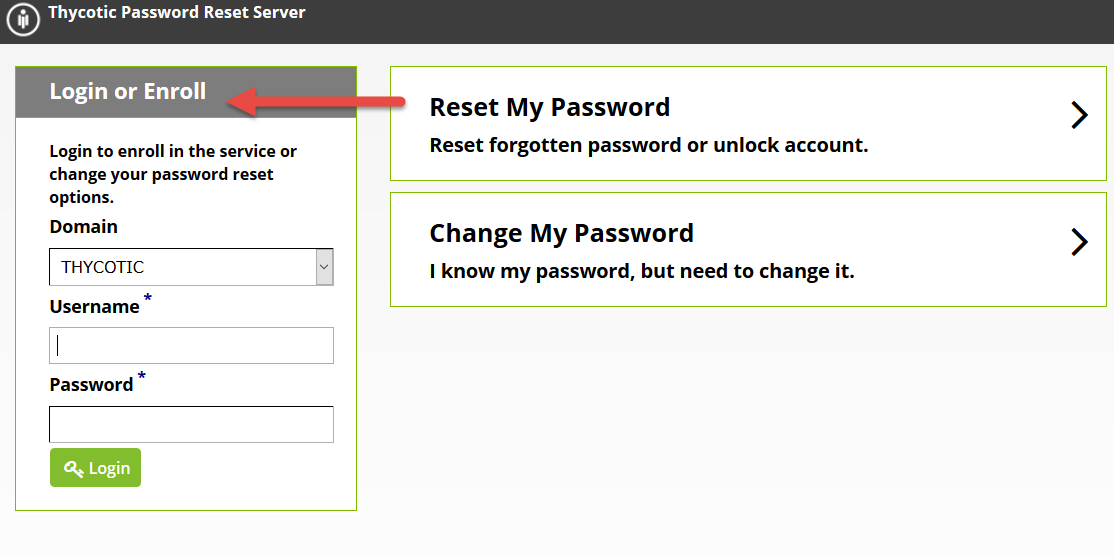 Thycotic Password Reset Server
Login or Enroll
Login to enroll in the service or
change your password reset
options.
Domain
THYCOTIC
Username *
Password *
Login
Reset My Password
Reset forgotten password or unlock account.
Change My Password
I know my password, but need to change it.